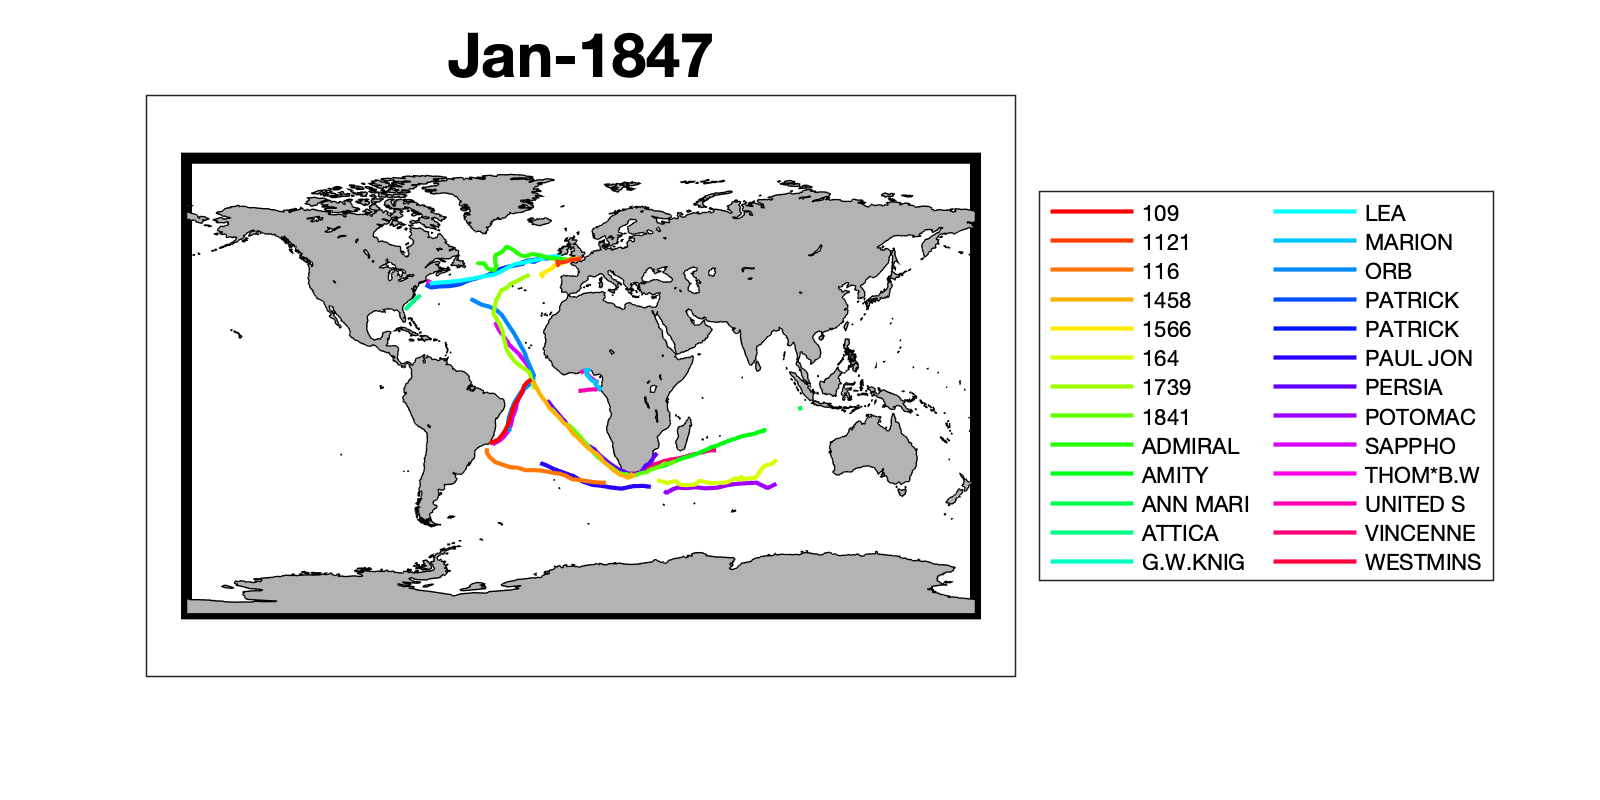 Jan-1847
109
1121
116
1458
1566
164
1739
1841
ADMIRAL
AMITY
ANN MARI
ATTICA
G.W.KNIG
LEA
MARION
ORB
PATRICK
PATRICK
PAUL JON
PERSIA
POTOMAC
SAPPHO
THOM*B.W
UNITED S
VINCENNE
WESTMINS